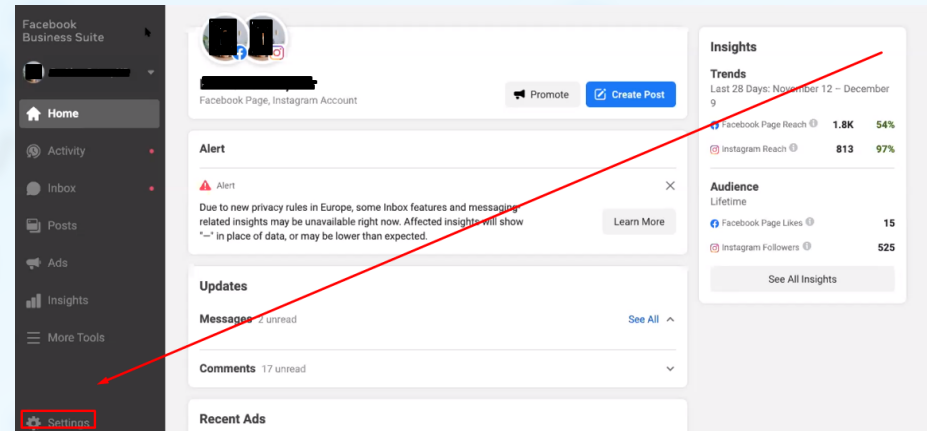 Facebook
Business Suite
Home
Activity
Inbox
Posts
Ads
Insights
More Tools
Settings
Facebook Page, Instagram Account
Promote
Create Post
Alert
Alert
Due to new privacy rules in Europe, some Inbox features and messaging-
related insights may be unavailable right now. Affected insights will show
"—" in place of data, or may be lower than expected.
Learn More
Updates
Messages 2 unread
See All
Comments 17 unread
Recent Ads
Insights
Trends
Last 28 Days: November 12 – December
9
Facebook Page Reach 1.8K 54%
Instagram Reach 813 97%
Audience
Lifetime
Facebook Page Likes 15
Instagram Followers 525
See All Insights